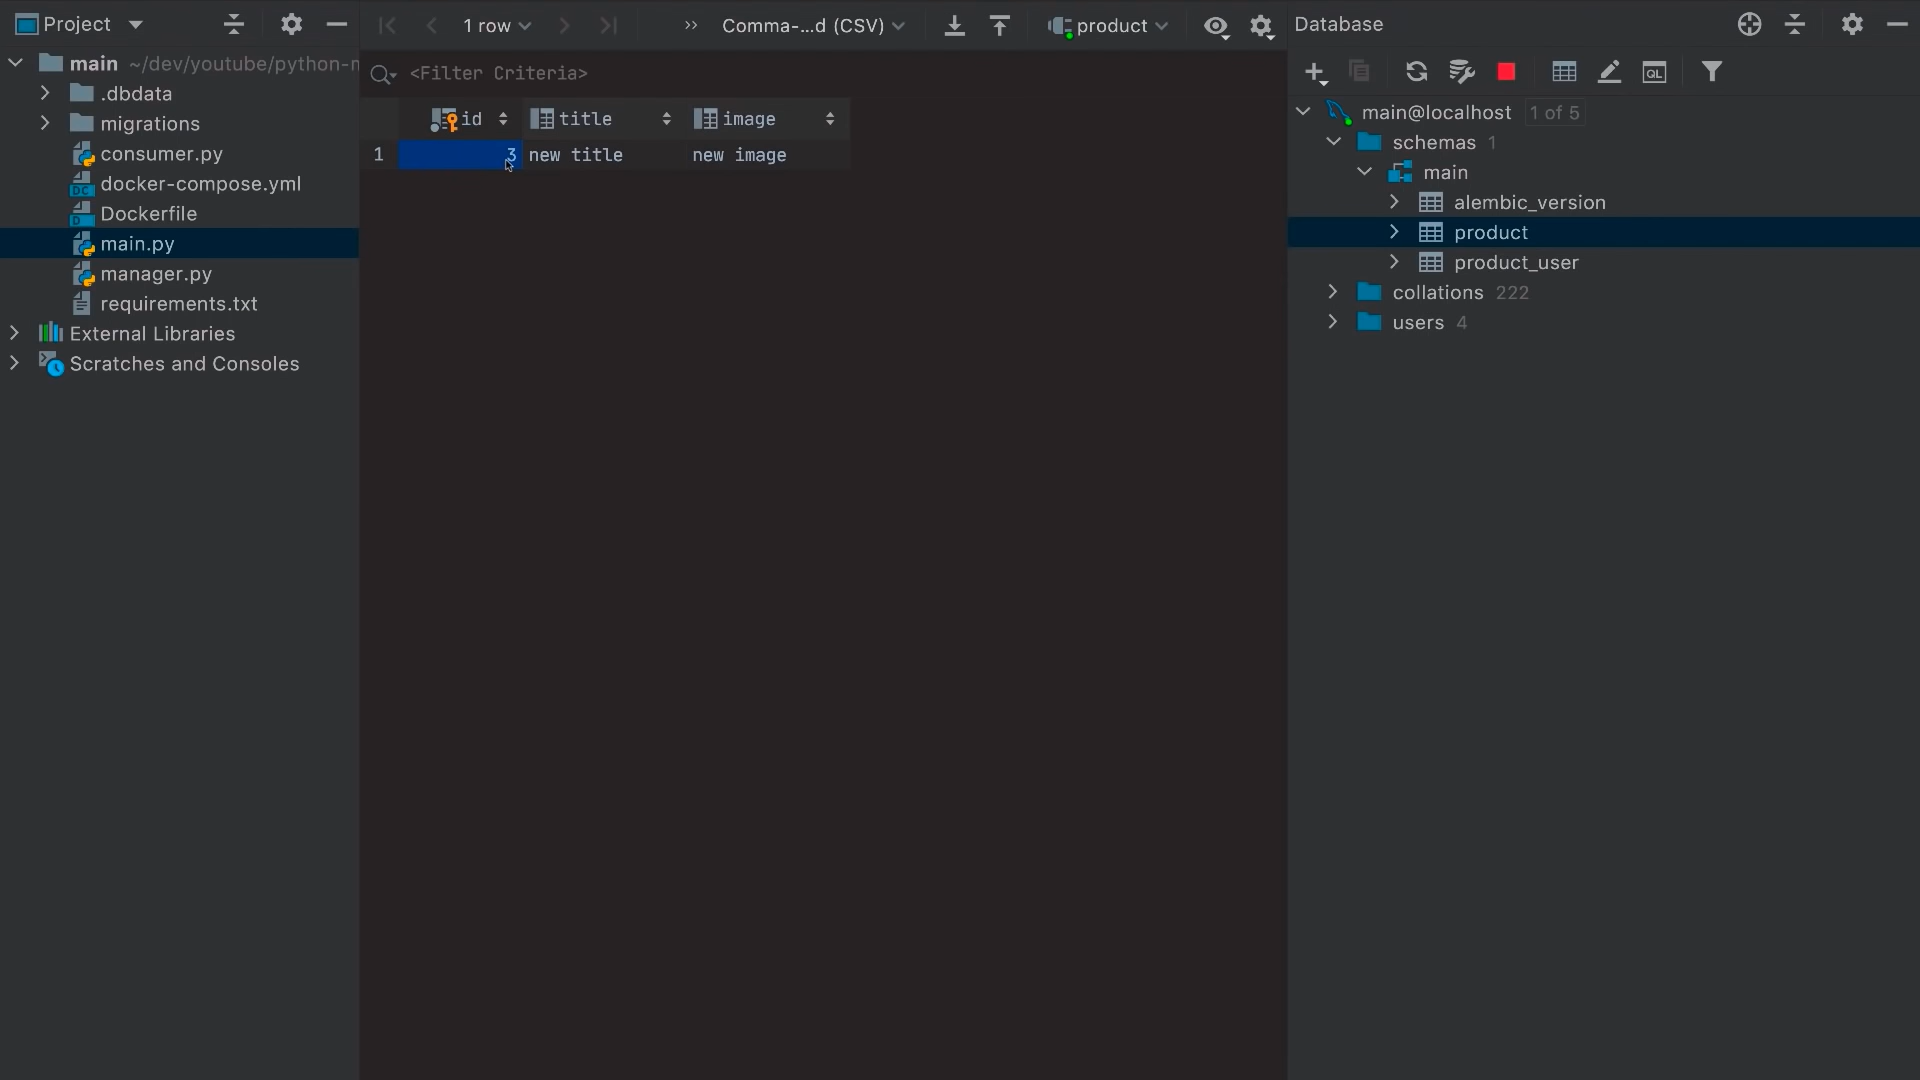 Project
main ~/dev/youtube/python-m
.dbdata
migrations
consumer.py
docker-compose.yml
Dockerfile
main.py
manager.py
requirements.txt
External Libraries
Scratches and Consoles
1 row
Comma-...d (CSV)
product
<Filter Criteria>
id title image
1 3 new title new image
Database
QL
main@localhost 1 of 5
schemas 1
main
alembic_version
product
product_user
collations 222
users 4